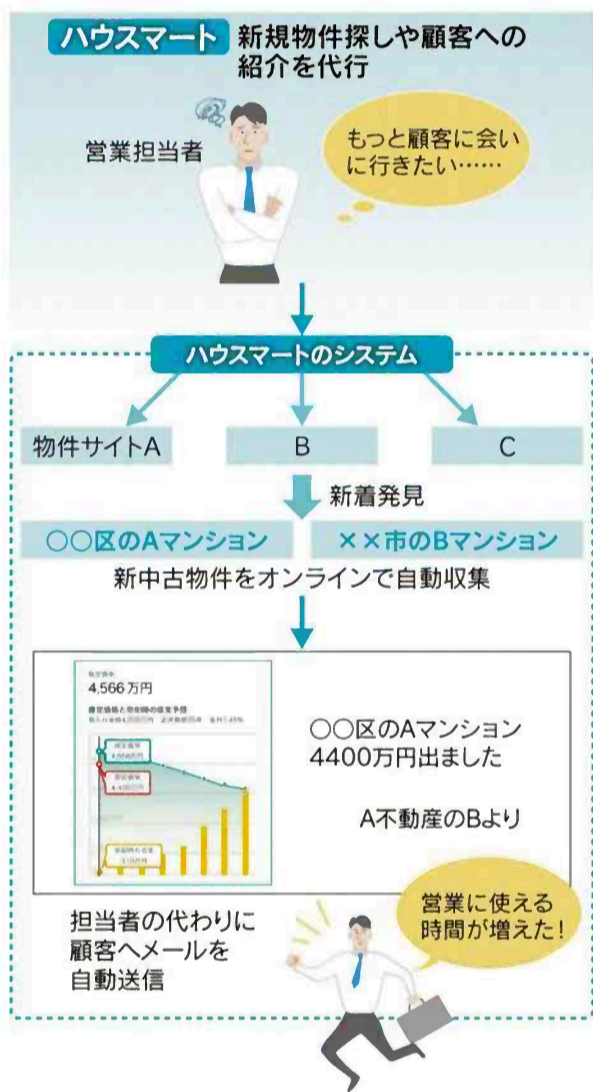 ハウスマート 新規物件探しや顧客への
紹介を代行
営業担当者
もっと顧客に会い
に行きたい……
ハウスマートのシステム
物件サイトA
B
C
新着発見
○○区のAマンション
××市のBマンション
新中古物件をオンラインで自動収集
4,566万円
○○区のAマンション
4400万円出ました
A不動産のBより
担当者の代わりに
顧客へメールを
自動送信
営業に使える
時間が増えた!